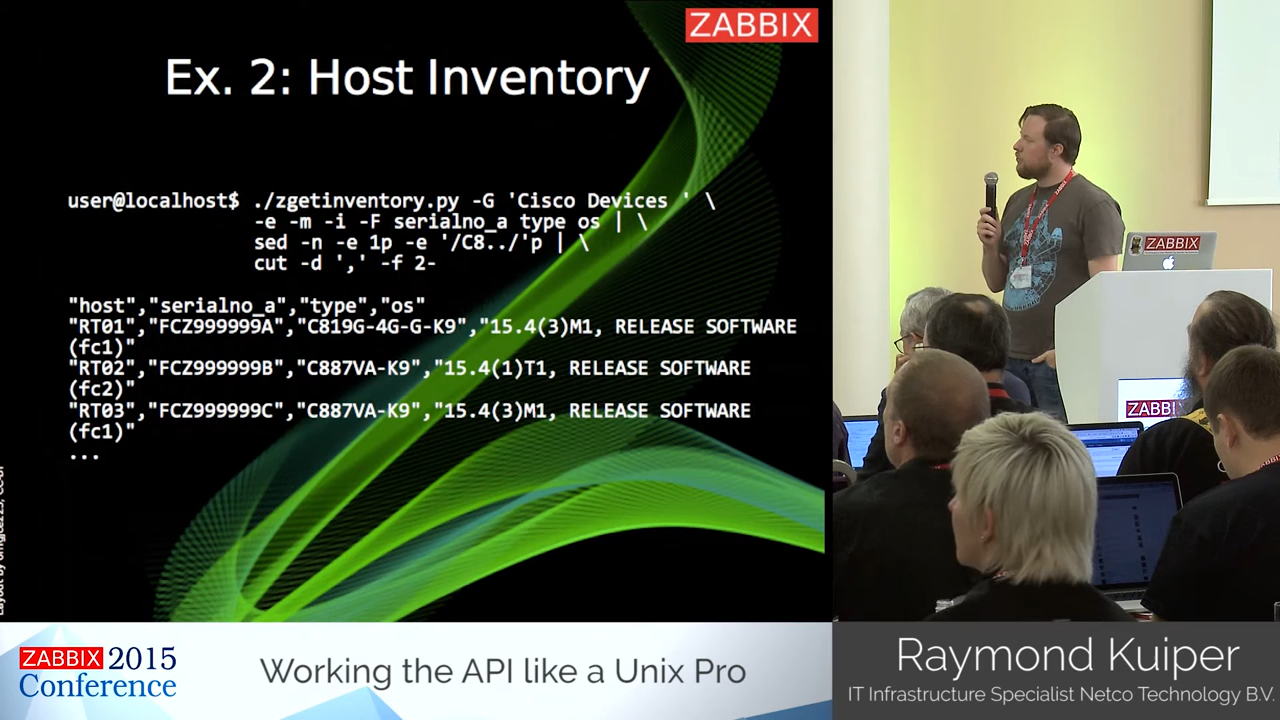 ZABBIX
Ex. 2: Host Inventory
user@localhost$ ./zgetinventory.py -G 'Cisco Devices ' \
-e -m -i -F serialno_a type os | \
sed -n -e 1p -e '/C8../'p | \
cut -d ',' -f 2-
"host","serialno_a","type","os"
"RT01","FCZ999999A","C819G-4G-G-K9","15.4(3)M1, RELEASE SOFTWARE
(fc1)"
"RT02","FCZ999999B","C887VA-K9","15.4(1)T1, RELEASE SOFTWARE
(fc2)"
"RT03","FCZ999999C","C887VA-K9","15.4(3)M1, RELEASE SOFTWARE
(fc1)"
...
Layout by
ZABBIX
ZABBIX
ZABBIX 2015
Conference
Working the API like a Unix Pro
Raymond Kuiper
IT Infrastructure Specialist Netco Technology B.V.